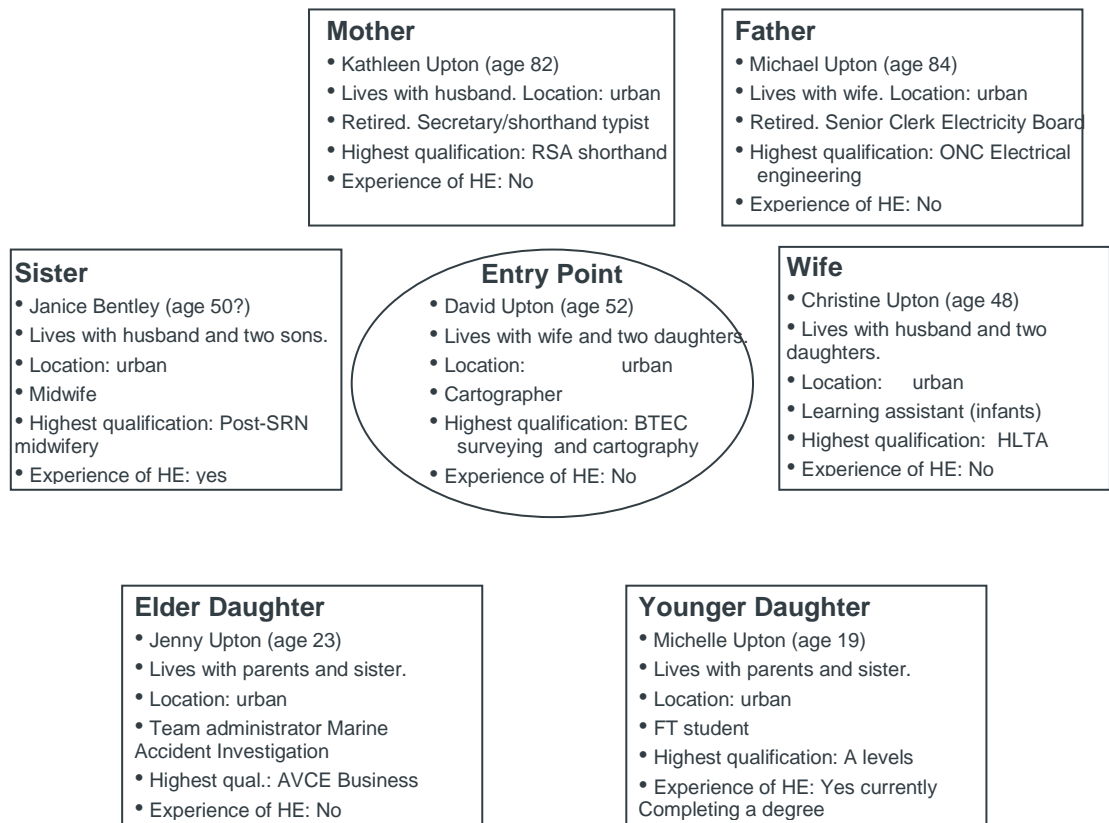 Mother
• Kathleen Upton (age 82)
• Lives with husband. Location: urban
• Retired. Secretary/shorthand typist
• Highest qualification: RSA shorthand
• Experience of HE: No
Father
• Michael Upton (age 84)
• Lives with wife. Location: urban
• Retired. Senior Clerk Electricity Board
• Highest qualification: ONC Electrical
engineering
• Experience of HE: No
Sister
• Janice Bentley (age 50?)
• Lives with husband and two sons.
• Location: urban
• Midwife
• Highest qualification: Post-SRN
midwifery
• Experience of HE: yes
Entry Point
• David Upton (age 52)
• Lives with wife and two daughters.
• Location: urban
• Cartographer
• Highest qualification: BTEC
surveying and cartography
• Experience of HE: No
Wife
• Christine Upton (age 48)
• Lives with husband and two
daughters.
• Location: urban
• Learning assistant (infants)
• Highest qualification: HLTA
• Experience of HE: No
Elder Daughter
• Jenny Upton (age 23)
• Lives with parents and sister.
• Location: urban
• Team administrator Marine
Accident Investigation
• Highest qual.: AVCE Business
• Experience of HE: No
Younger Daughter
• Michelle Upton (age 19)
• Lives with parents and sister.
• Location: urban
• FT student
• Highest qualification: A levels
• Experience of HE: Yes currently
Completing a degree